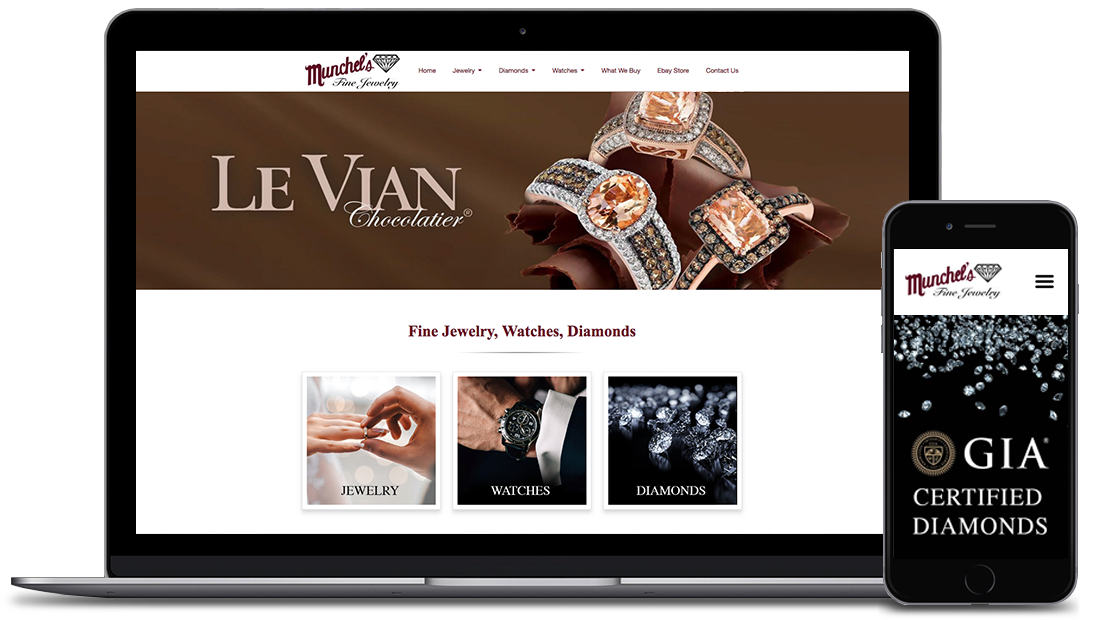 Munchel's
Fine Jewelry
Home Jewelry Diamonds Watches What We Buy Ebay Store Contact Us
LE VIAN
Chocolatier®
Fine Jewelry, Watches, Diamonds
JEWELRY WATCHES DIAMONDS
Munchel's
Fine Jewelry
GIA®
CERTIFIED
DIAMONDS